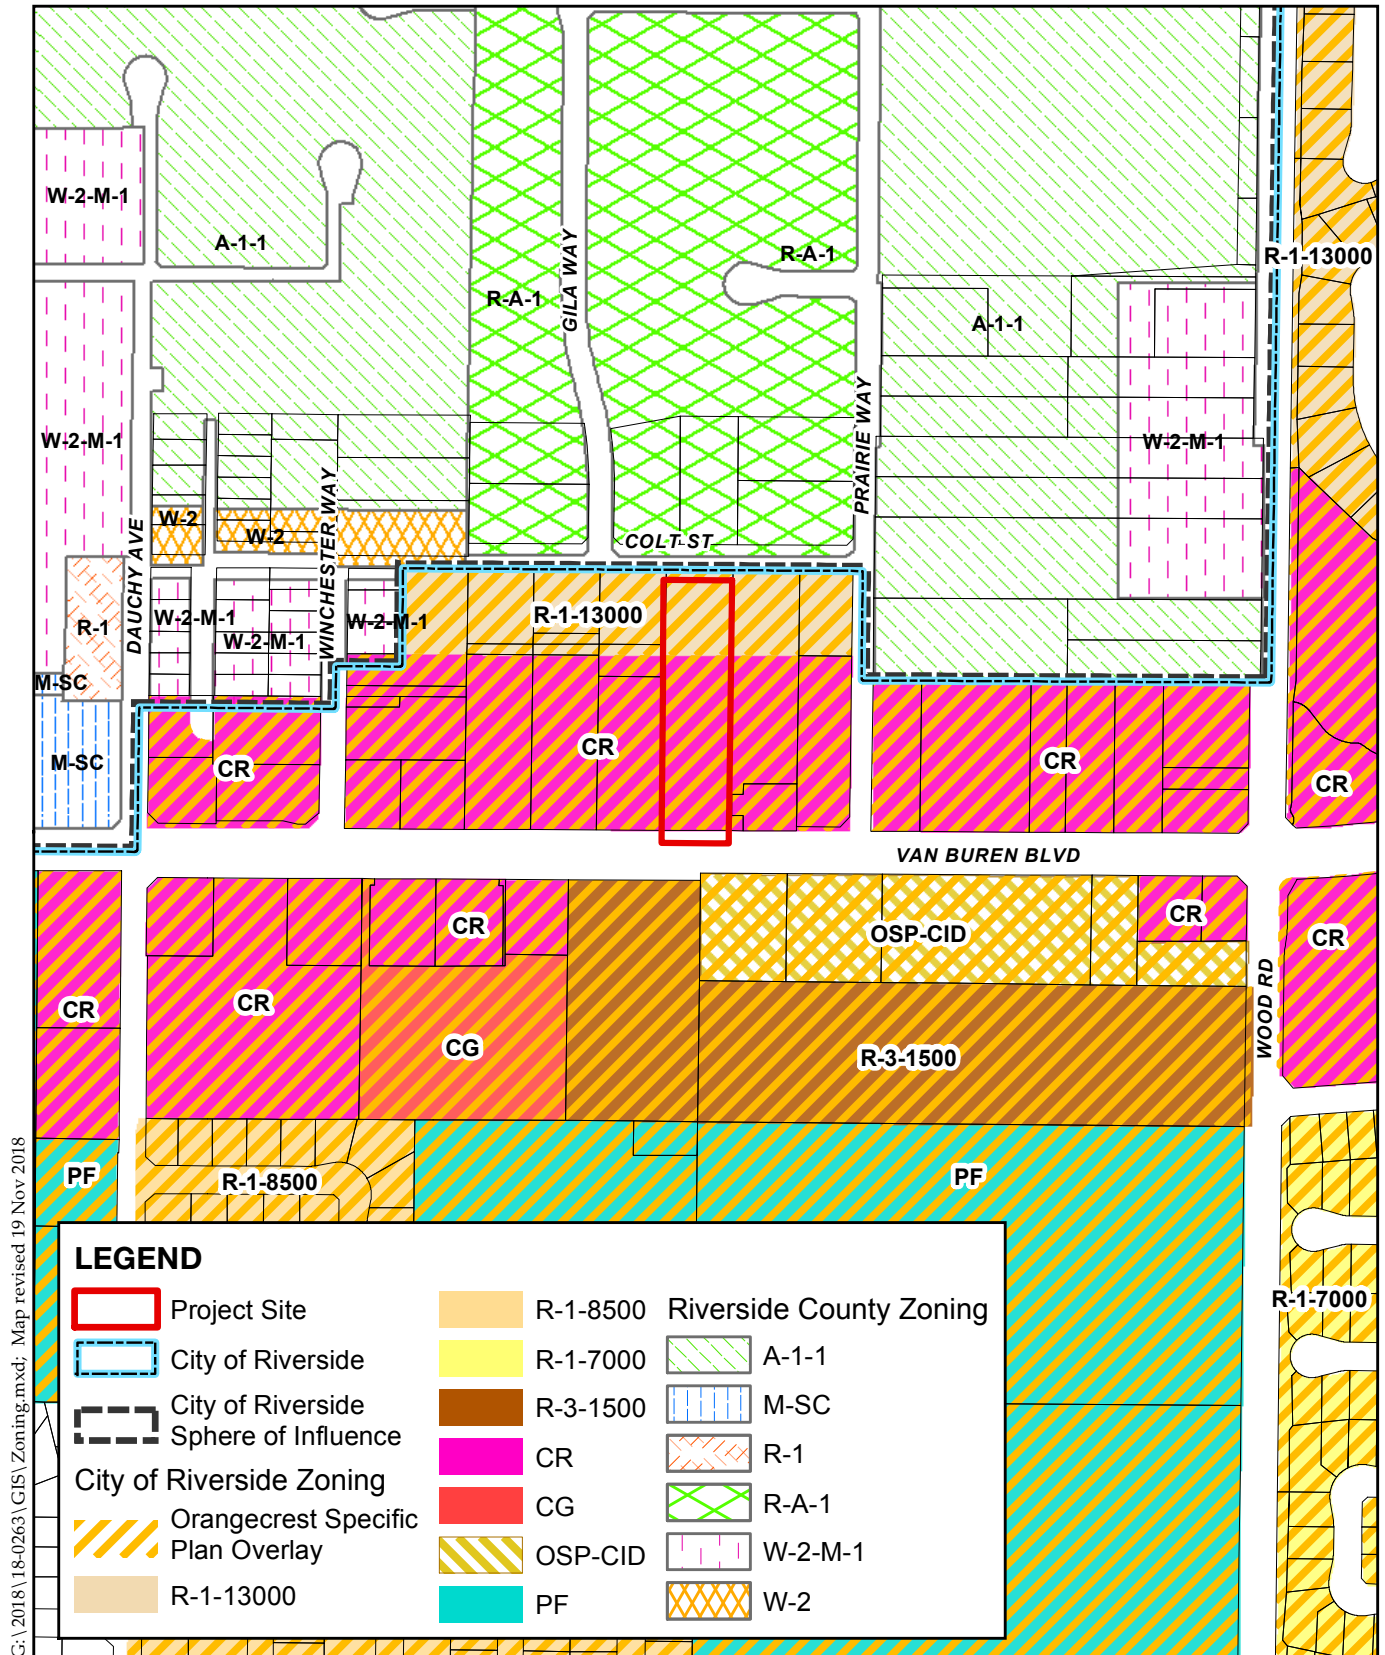 W-2-M-1
A-1-1
R-A-1
R-A-1
GILA WAY
R-1-13000
A-1-1
W-2-M-1
W-2-M-1
PRAIRIE WAY
WINCHESTER WAY
DAUCHY AVE
W-2
W-2
COLT ST
R-1
W-2-M-1
W-2-M-1
W-2-M-1
R-1-13000
M-SC
M-SC
CR
CR
CR
CR
VAN BUREN BLVD
CR
CR
OSP-CID
CR
CR
CR
CG
R-3-1500
WOOD RD
PF
R-1-8500
PF
R-1-7000
LEGEND
Project Site
City of Riverside
City of Riverside
Sphere of Influence
City of Riverside Zoning
Orangecrest Specific
Plan Overlay
R-1-13000
R-1-8500
R-1-7000
R-3-1500
CR
CG
OSP-CID
PF
Riverside County Zoning
A-1-1
M-SC
R-1
R-A-1
W-2-M-1
W-2
G:\2018\18-0263\GIS\Zoning.mxd; Map revised 19 Nov 2018